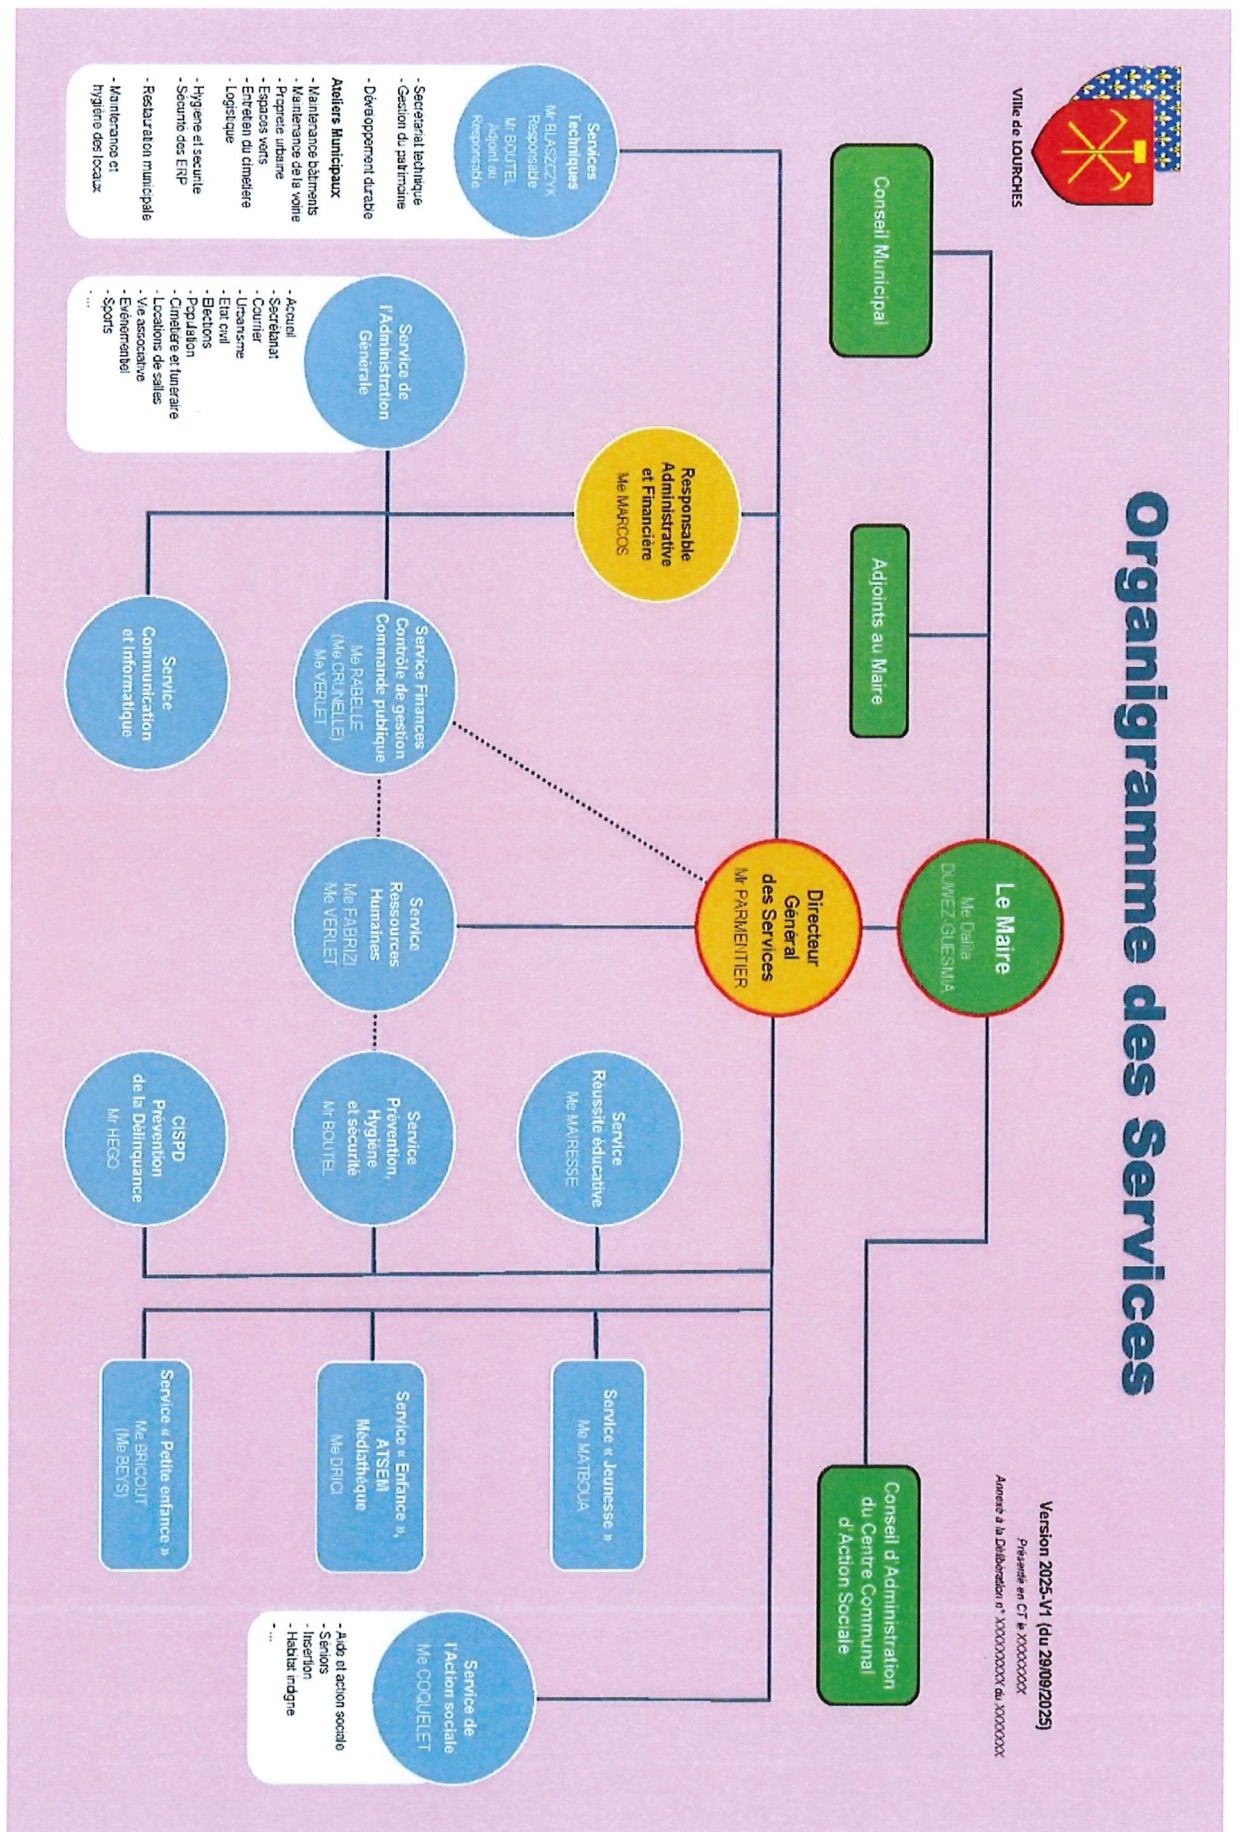 Organigramme des Services
Ville de LOURCHES
Version 2025-V1 (du 29/09/2025)
Présenté en CT le XXXXXXXX
Annexé à la Délibération n° XXXXXXXXX du XXXXXXX
Conseil Municipal
Adjoints au Maire
Le Maire
Me Dalila
DUWEZ-GUESMIA
Conseil d'Administration
du Centre Communal
d'Action Sociale
Directeur
Général
des Services
Mr PARMENTIER
Responsable
Administrative
et Financière
Me MARCOS
Services
Techniques
Mr BLASZCZYK
Responsable
Mr BOUTEL
Adjoint au
Responsable
- Secrétariat technique
- Gestion du patrimoine
- Développement durable
Ateliers Municipaux
- Maintenance bâtiments
- Maintenance de la voirie
- Propreté urbaine
- Espaces verts
- Entretien du cimetière
- Logistique
- Hygiène et sécurité
- Sécurité des ERP
- Restauration municipale
- Maintenance et
hygiène des locaux
Service de
l'Administration
Générale
- Accueil
- Secrétariat
- Courrier
- Urbanisme
- Etat civil
- Elections
- Population
- Cimetière et funéraire
- Locations de salles
- Vie associative
- Evénementiel
- Sports
- ...
Service Finances
Contrôle de gestion
Commande publique
Me RABELLE
(Me CRUNELLE)
Me VERLET
Service
Communication
et Informatique
Service
Ressources
Humaines
Me FABRIZI
Me VERLET
Service
Réussite éducative
Me MAIRESSE
Service
Prévention,
Hygiène
et sécurité
Mr BOUTEL
CISPD
Prévention
de la Délinquance
Mr HEGO
Service « Jeunesse »
Me MATBOUA
Service « Enfance »,
ATSEM
Médiathèque
Me DRICI
Service « Petite enfance »
Me BRICOUT
(Me BEYS)
Service de
l'Action sociale
Me COQUELET
- Aide et action sociale
- Séniors
- Insertion
- Habitat indigne
- ...